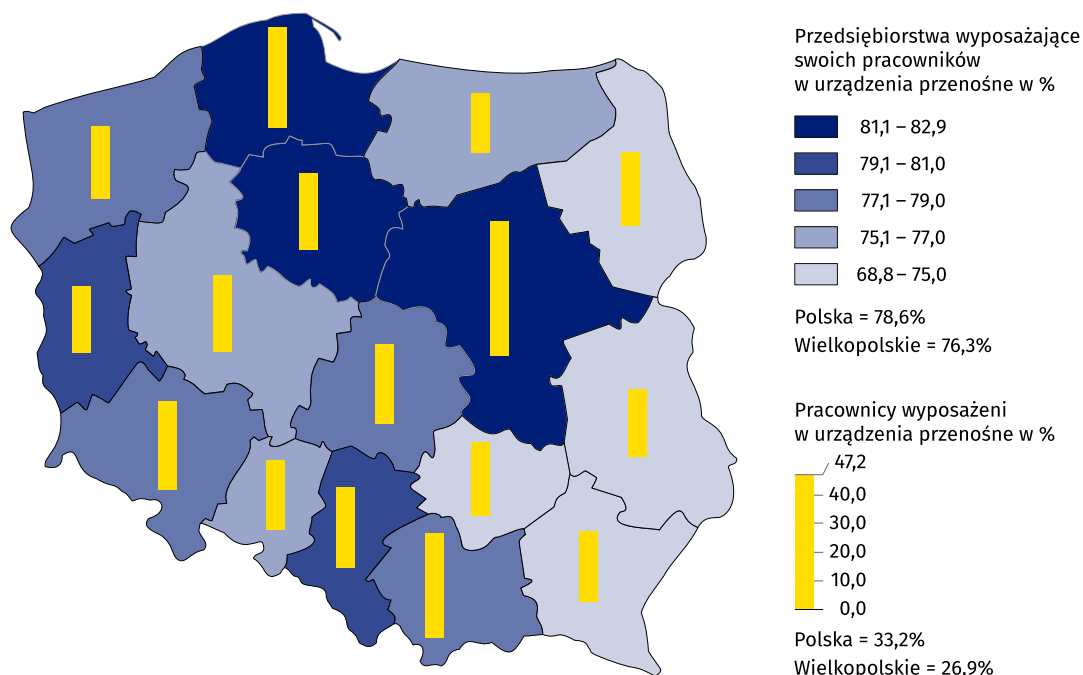 Przedsiębiorstwa wyposażające
swoich pracowników
w urządzenia przenośne w %
81,1 – 82,9
79,1 – 81,0
77,1 – 79,0
75,1 – 77,0
68,8 – 75,0
Polska = 78,6%
Wielkopolskie = 76,3%
Pracownicy wyposażeni
w urządzenia przenośne w %
47,2
40,0
30,0
20,0
10,0
0,0
Polska = 33,2%
Wielkopolskie = 26,9%